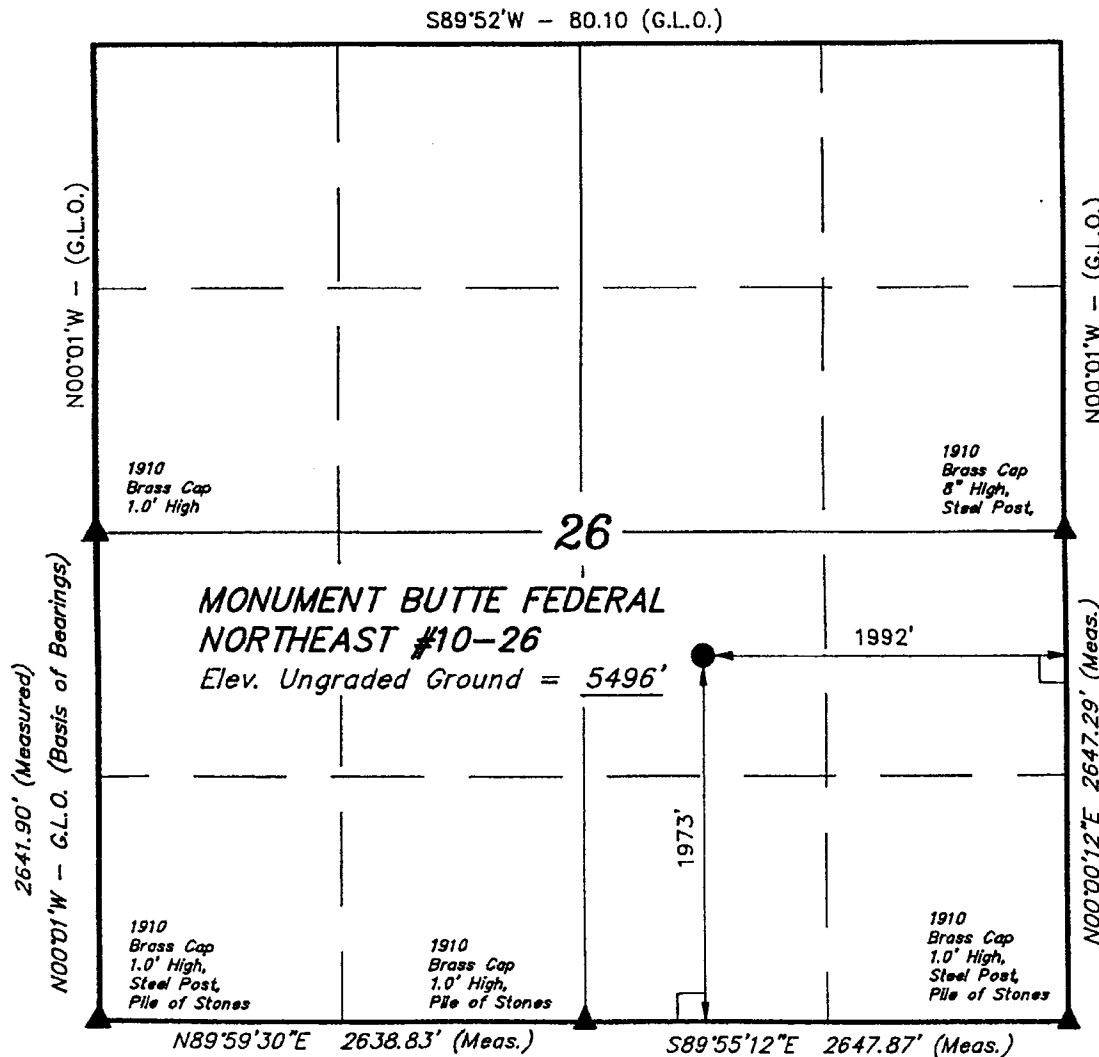 S89°52'W - 80.10 (G.L.O.)
N00°01'W - (G.L.O.)
N00°01'W - (G.L.O.)
1910
Brass Cap
1.0' High
1910
Brass Cap
8" High,
Steel Post,
26
MONUMENT BUTTE FEDERAL
NORTHEAST #10-26
Elev. Ungraded Ground = 5496'
1992'
1973'
2641.90' (Measured)
N00°01'W - G.L.O. (Basis of Bearings)
N00°00'12"E 2647.29' (Meas.)
1910
Brass Cap
1.0' High,
Steel Post,
Pile of Stones
1910
Brass Cap
1.0' High,
Pile of Stones
1910
Brass Cap
1.0' High,
Steel Post,
Pile of Stones
N89°59'30"E 2638.83' (Meas.)
S89°55'12"E 2647.87' (Meas.)